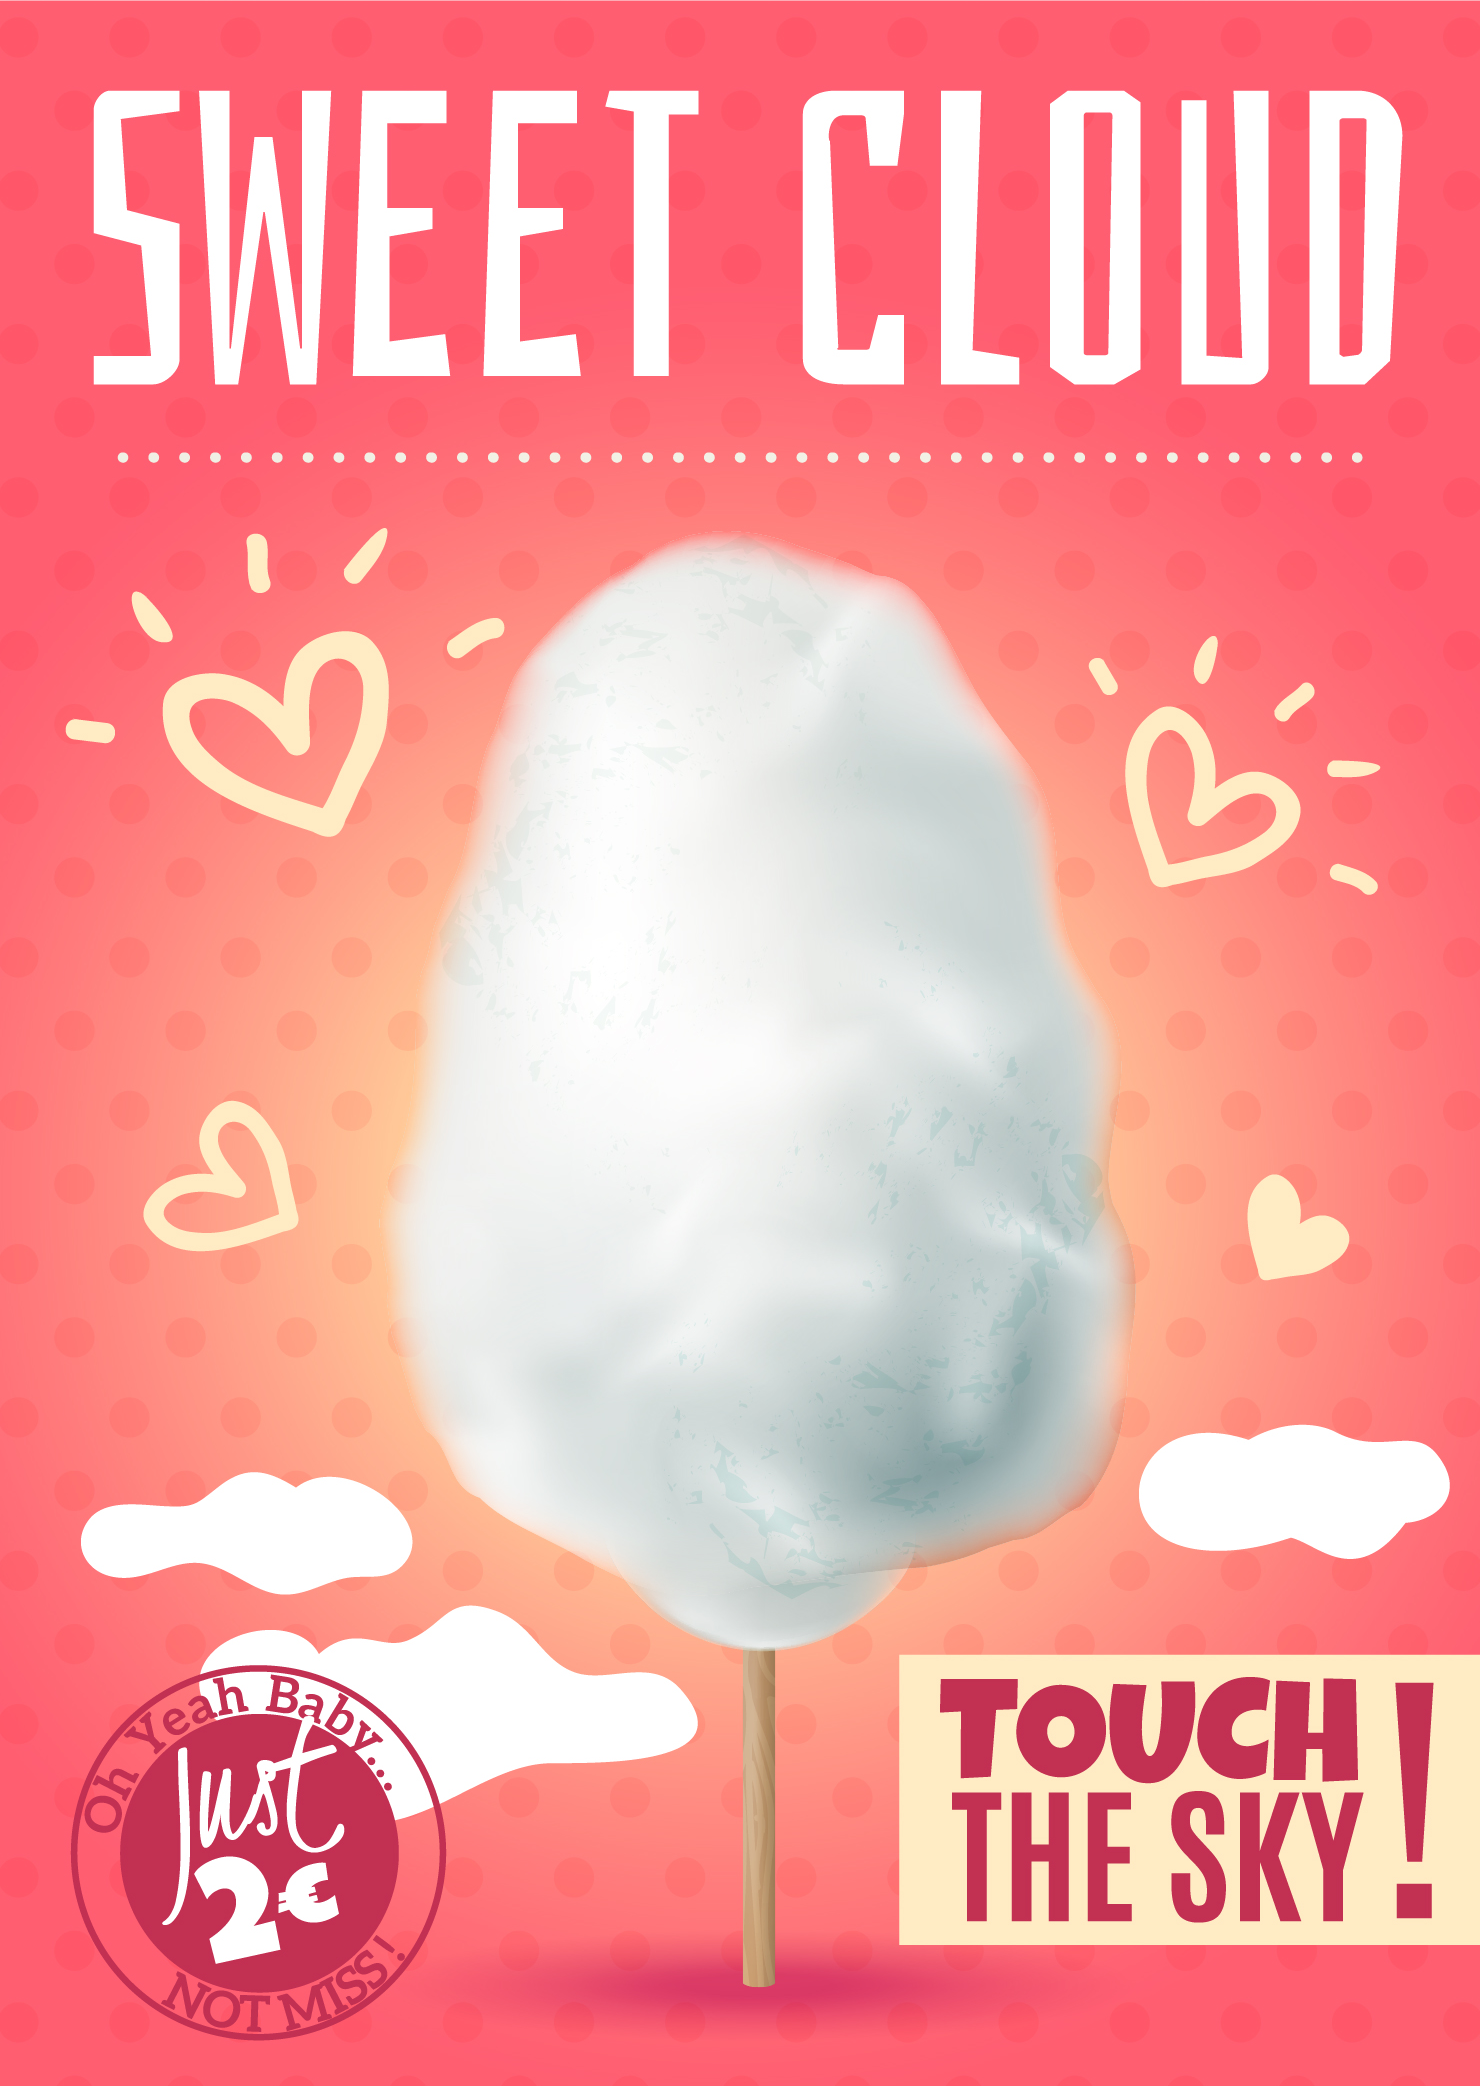 SWEET CLOUD
Oh Yeah Baby...
Just
2€
NOT MISS!
TOUCH
THE SKY!